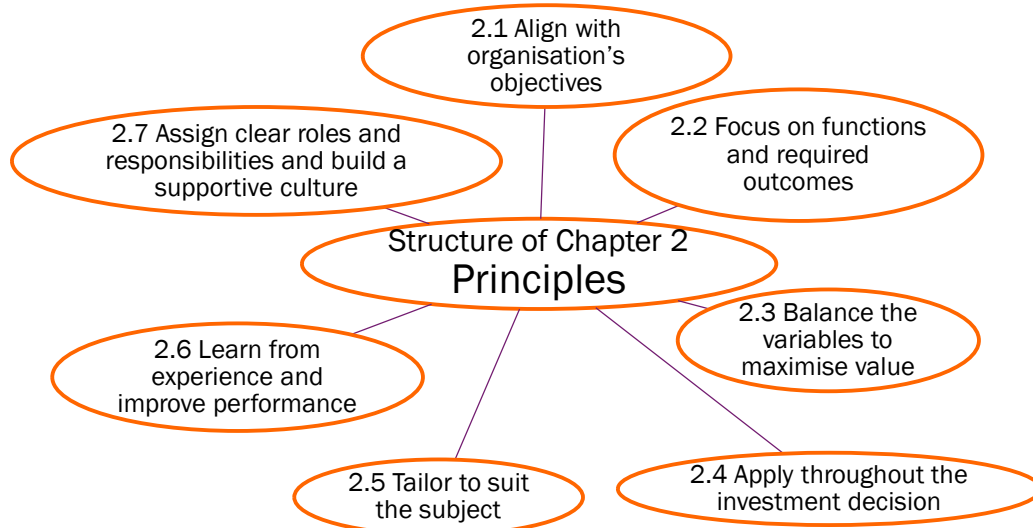 2.1 Align with
organisation's
objectives
2.7 Assign clear roles and
responsibilities and build a
supportive culture
2.2 Focus on functions
and required
outcomes
Structure of Chapter 2
Principles
2.3 Balance the
variables to
maximise value
2.6 Learn from
experience and
improve performance
2.5 Tailor to suit
the subject
2.4 Apply throughout the
investment decision